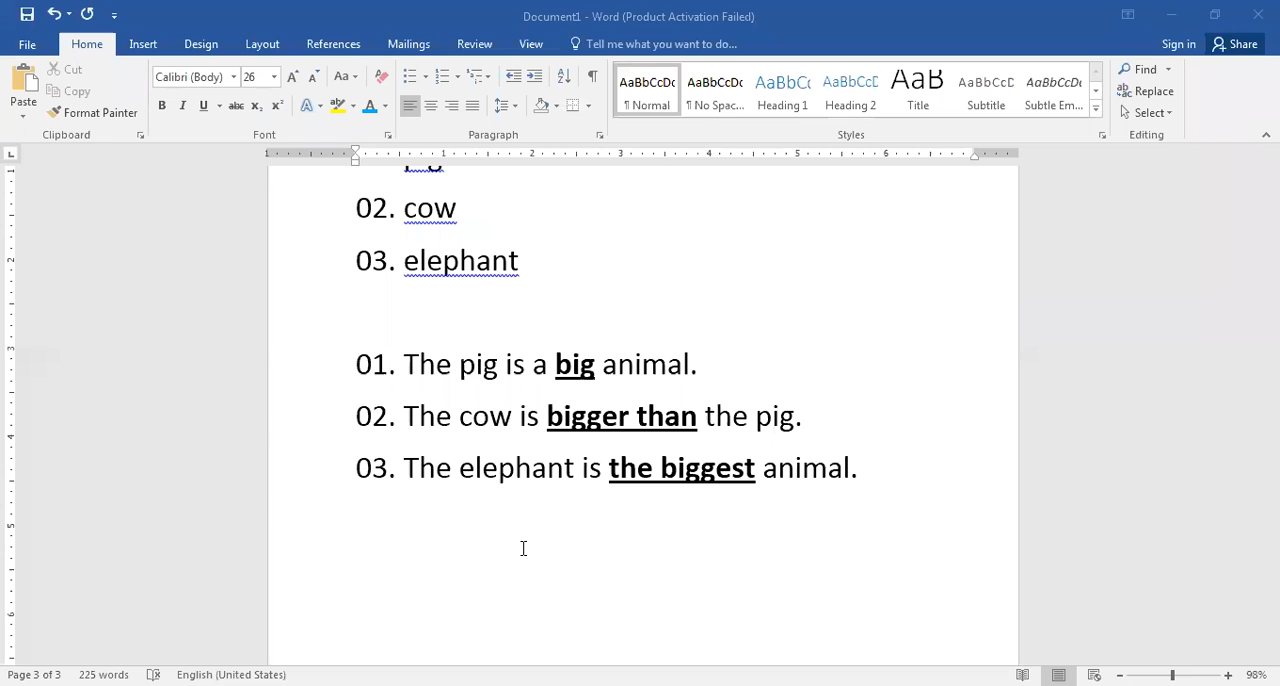 Document1 - Word (Product Activation Failed)
File Home Insert Design Layout References Mailings Review View Tell me what you want to do... Sign in Share
Paste Cut Copy Format Painter Clipboard
Calibri (Body) 26 Font
Paragraph
AaBbCcDc ¶ Normal
AaBbCcDc ¶ No Spac...
AaBbCc Heading 1
AaBbCcD Heading 2
AaB Title
AaBbCcD Subtitle
AaBbCcDt Subtle Em...
Styles
Find Replace Select Editing
02. cow
03. elephant
01. The pig is a big animal.
02. The cow is bigger than the pig.
03. The elephant is the biggest animal.
Page 3 of 3 225 words English (United States) 98%